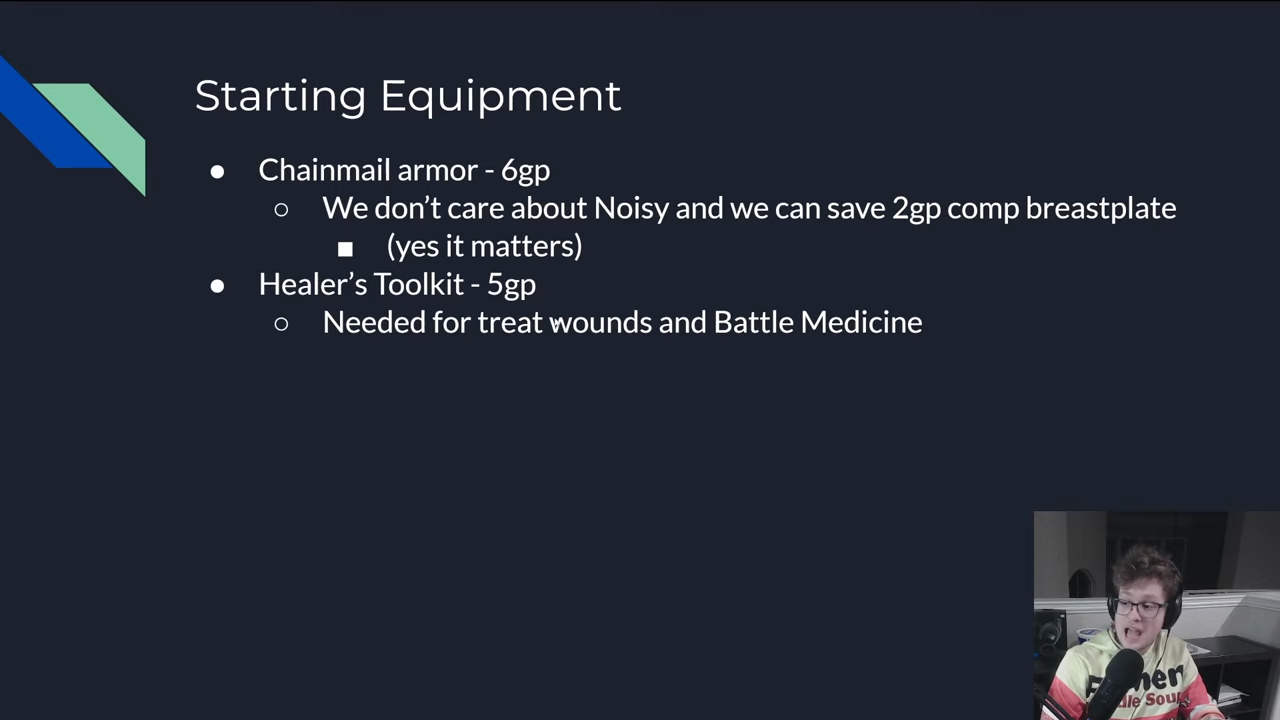 Starting Equipment
● Chainmail armor - 6gp
○ We don’t care about Noisy and we can save 2gp comp breastplate
■ (yes it matters)
● Healer’s Toolkit - 5gp
○ Needed for treat wounds and Battle Medicine